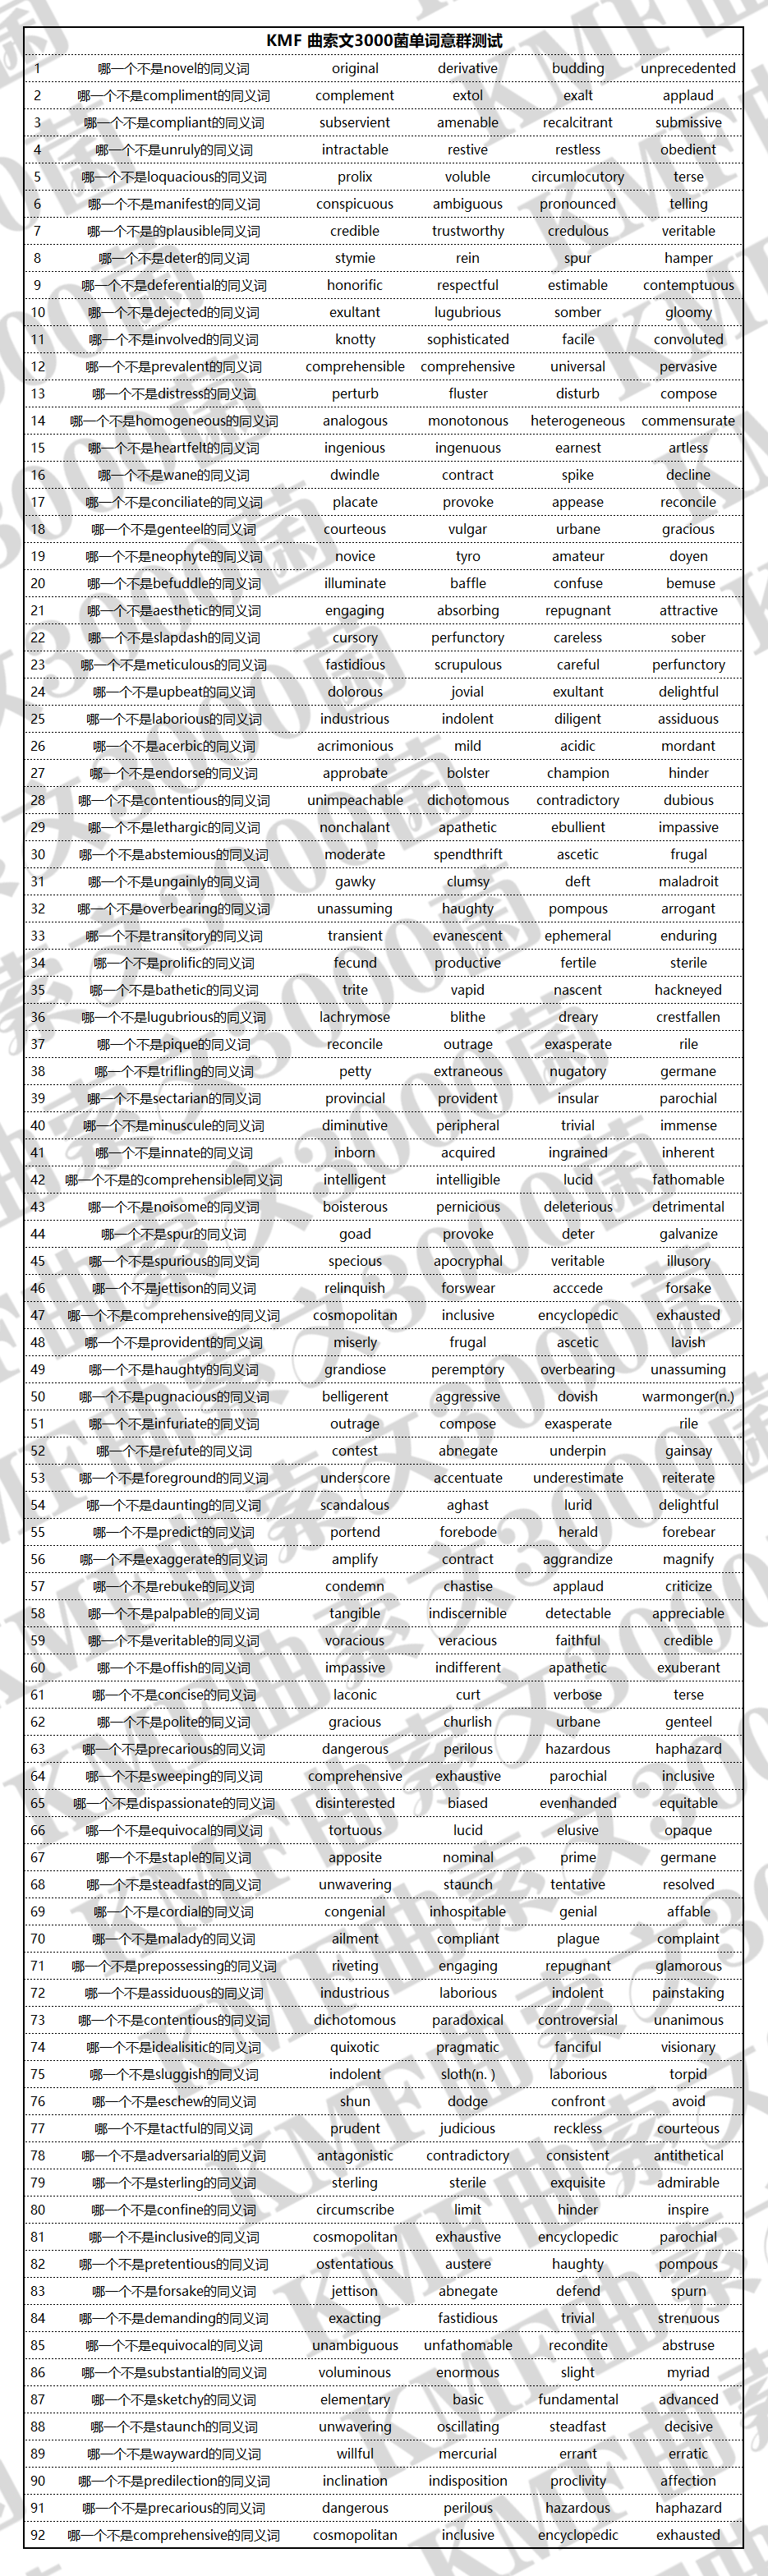 KMF 曲索文3000菌单词意群测试
1 哪一个不是novel的同义词 original derivative budding unprecedented
2 哪一个不是compliment的同义词 complement extol exalt applaud
3 哪一个不是compliant的同义词 subservient amenable recalcitrant submissive
4 哪一个不是unruly的同义词 intractable restive restless obedient
5 哪一个不是loquacious的同义词 prolix voluble circumlocutory terse
6 哪一个不是manifest的同义词 conspicuous ambiguous pronounced telling
7 哪一个不是的plausible同义词 credible trustworthy credulous veritable
8 哪一个不是deter的同义词 stymie rein spur hamper
9 哪一个不是deferential的同义词 honorific respectful estimable contemptuous
10 哪一个不是dejected的同义词 exultant lugubrious somber gloomy
11 哪一个不是involved的同义词 knotty sophisticated facile convoluted
12 哪一个不是prevalent的同义词 comprehensible comprehensive universal pervasive
13 哪一个不是distress的同义词 perturb fluster disturb compose
14 哪一个不是homogeneous的同义词 analogous monotonous heterogeneous commensurate
15 哪一个不是heartfelt的同义词 ingenious ingenuous earnest artless
16 哪一个不是wane的同义词 dwindle contract spike decline
17 哪一个不是conciliate的同义词 placate provoke appease reconcile
18 哪一个不是genteel的同义词 courteous vulgar urbane gracious
19 哪一个不是neophyte的同义词 novice tyro amateur doyen
20 哪一个不是befuddle的同义词 illuminate baffle confuse bemuse
21 哪一个不是aesthetic的同义词 engaging absorbing repugnant attractive
22 哪一个不是slapdash的同义词 cursory perfunctory careless sober
23 哪一个不是meticulous的同义词 fastidious scrupulous careful perfunctory
24 哪一个不是upbeat的同义词 dolorous jovial exultant delightful
25 哪一个不是laborious的同义词 industrious indolent diligent assiduous
26 哪一个不是acerbic的同义词 acrimonious mild acidic mordant
27 哪一个不是endorse的同义词 approbate bolster champion hinder
28 哪一个不是contentious的同义词 unimpeachable dichotomous contradictory dubious
29 哪一个不是lethargic的同义词 nonchalant apathetic ebullient impassive
30 哪一个不是abstemious的同义词 moderate spendthrift ascetic frugal
31 哪一个不是ungainly的同义词 gawky clumsy deft maladroit
32 哪一个不是overbearing的同义词 unassuming haughty pompous arrogant
33 哪一个不是transitory的同义词 transient evanescent ephemeral enduring
34 哪一个不是prolific的同义词 fecund productive fertile sterile
35 哪一个不是bathetic的同义词 trite vapid nascent hackneyed
36 哪一个不是lugubrious的同义词 lachrymose blithe dreary crestfallen
37 哪一个不是pique的同义词 reconcile outrage exasperate rile
38 哪一个不是trifling的同义词 petty extraneous nugatory germane
39 哪一个不是sectarian的同义词 provincial provident insular parochial
40 哪一个不是minuscule的同义词 diminutive peripheral trivial immense
41 哪一个不是innate的同义词 inborn acquired ingrained inherent
42 哪一个不是的comprehensible同义词 intelligent intelligible lucid fathomable
43 哪一个不是noisome的同义词 boisterous pernicious deleterious detrimental
44 哪一个不是spur的同义词 goad provoke deter galvanize
45 哪一个不是spurious的同义词 specious apocryphal veritable illusory
46 哪一个不是jettison的同义词 relinquish forswear acccede forsake
47 哪一个不是comprehensive的同义词 cosmopolitan inclusive encyclopedic exhausted
48 哪一个不是provident的同义词 miserly frugal ascetic lavish
49 哪一个不是haughty的同义词 grandiose peremptory overbearing unassuming
50 哪一个不是pugnacious的同义词 belligerent aggressive dovish warmonger(n.)
51 哪一个不是infuriate的同义词 outrage compose exasperate rile
52 哪一个不是refute的同义词 contest abnegate underpin gainsay
53 哪一个不是foreground的同义词 underscore accentuate underestimate reiterate
54 哪一个不是daunting的同义词 scandalous aghast lurid delightful
55 哪一个不是predict的同义词 portend forebode herald forebear
56 哪一个不是exaggerate的同义词 amplify contract aggrandize magnify
57 哪一个不是rebuke的同义词 condemn chastise applaud criticize
58 哪一个不是palpable的同义词 tangible indiscernible detectable appreciable
59 哪一个不是veritable的同义词 voracious veracious faithful credible
60 哪一个不是offish的同义词 impassive indifferent apathetic exuberant
61 哪一个不是concise的同义词 laconic curt verbose terse
62 哪一个不是polite的同义词 gracious churlish urbane genteel
63 哪一个不是precarious的同义词 dangerous perilous hazardous haphazard
64 哪一个不是sweeping的同义词 comprehensive exhaustive parochial inclusive
65 哪一个不是dispassionate的同义词 disinterested biased evenhanded equitable
66 哪一个不是equivocal的同义词 tortuous lucid elusive opaque
67 哪一个不是staple的同义词 apposite nominal prime germane
68 哪一个不是steadfast的同义词 unwavering staunch tentative resolved
69 哪一个不是cordial的同义词 congenial inhospitable genial affable
70 哪一个不是malady的同义词 ailment compliant plague complaint
71 哪一个不是prepossessing的同义词 riveting engaging repugnant glamorous
72 哪一个不是assiduous的同义词 industrious laborious indolent painstaking
73 哪一个不是contentious的同义词 dichotomous paradoxical controversial unanimous
74 哪一个不是idealisitic的同义词 quixotic pragmatic fanciful visionary
75 哪一个不是sluggish的同义词 indolent sloth(n. ) laborious torpid
76 哪一个不是eschew的同义词 shun dodge confront avoid
77 哪一个不是tactful的同义词 prudent judicious reckless courteous
78 哪一个不是adversarial的同义词 antagonistic contradictory consistent antithetical
79 哪一个不是sterling的同义词 sterling sterile exquisite admirable
80 哪一个不是confine的同义词 circumscribe limit hinder inspire
81 哪一个不是inclusive的同义词 cosmopolitan exhaustive encyclopedic parochial
82 哪一个不是pretentious的同义词 ostentatious austere haughty pompous
83 哪一个不是forsake的同义词 jettison abnegate defend spurn
84 哪一个不是demanding的同义词 exacting fastidious trivial strenuous
85 哪一个不是equivocal的同义词 unambiguous unfathomable recondite abstruse
86 哪一个不是substantial的同义词 voluminous enormous slight myriad
87 哪一个不是sketchy的同义词 elementary basic fundamental advanced
88 哪一个不是staunch的同义词 unwavering oscillating steadfast decisive
89 哪一个不是wayward的同义词 willful mercurial errant erratic
90 哪一个不是predilection的同义词 inclination indisposition proclivity affection
91 哪一个不是precarious的同义词 dangerous perilous hazardous haphazard
92 哪一个不是comprehensive的同义词 cosmopolitan inclusive encyclopedic exhausted